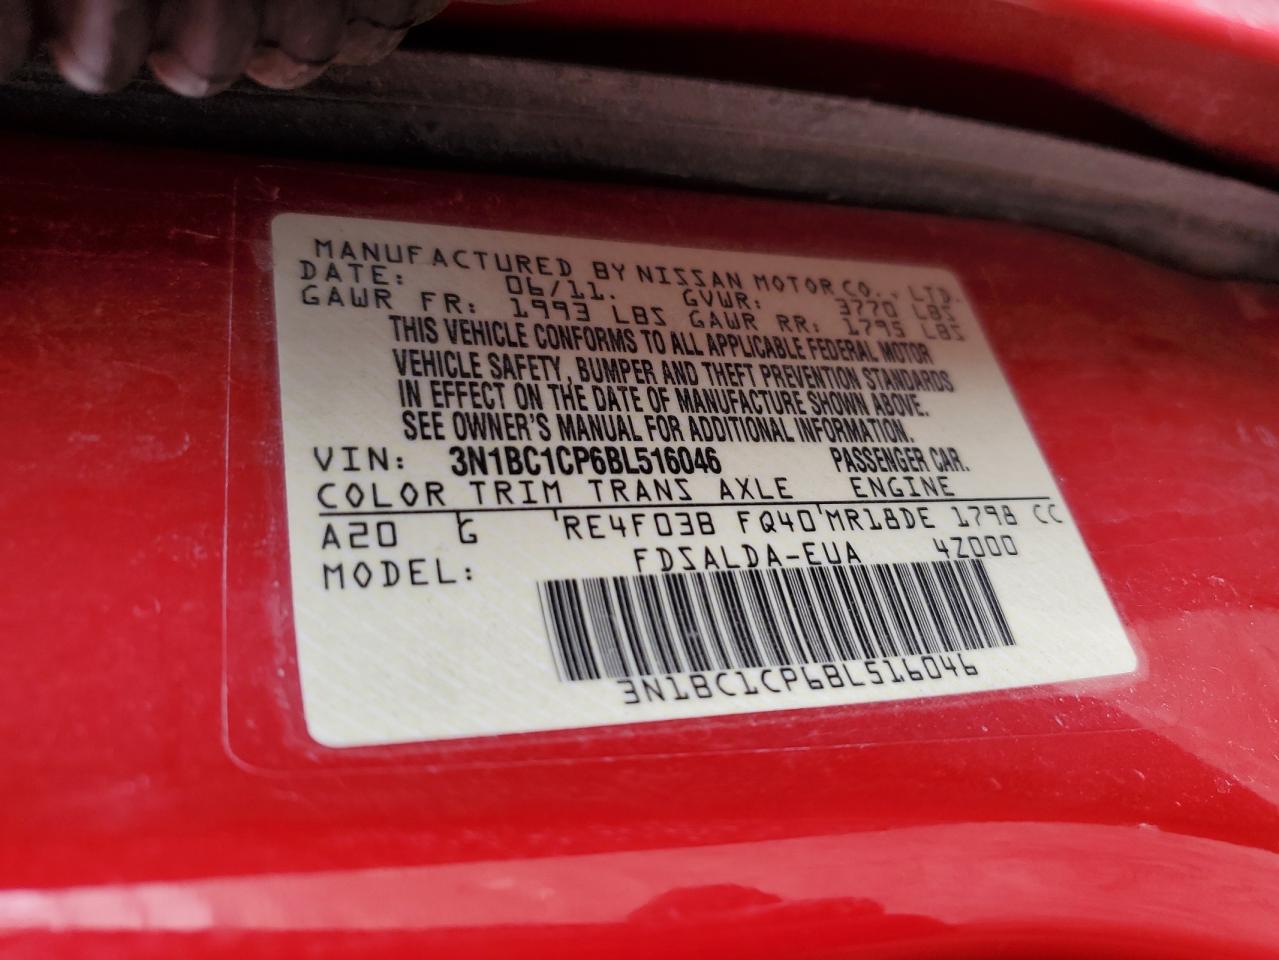 MANUFACTURED BY NISSAN MOTOR CO., LTD.
DATE: 06/11. GVWR: 3770 LBS
GAWR FR: 1993 LBS GAWR RR: 1795 LBS
THIS VEHICLE CONFORMS TO ALL APPLICABLE FEDERAL MOTOR
VEHICLE SAFETY, BUMPER AND THEFT PREVENTION STANDARDS
IN EFFECT ON THE DATE OF MANUFACTURE SHOWN ABOVE.
SEE OWNER'S MANUAL FOR ADDITIONAL INFORMATION.
VIN: 3N1BC1CP6BL516046 PASSENGER CAR.
COLOR TRIM TRANS AXLE ENGINE
A20 G RE4F03B FQ40 MR18DE 1798 CC
MODEL: FDSALDA-EUA 4Z000
3N1BC1CP6BL516046